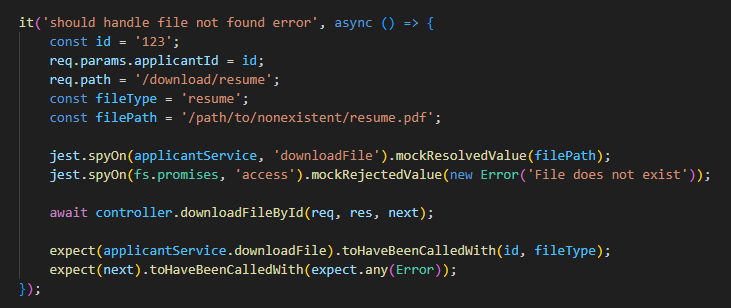 it('should handle file not found error', async () => {
    const id = '123';
    req.params.applicantId = id;
    req.path = '/download/resume';
    const fileType = 'resume';
    const filePath = '/path/to/nonexistent/resume.pdf';

    jest.spyOn(applicantService, 'downloadFile').mockResolvedValue(filePath);
    jest.spyOn(fs.promises, 'access').mockRejectedValue(new Error('File does not exist'));

    await controller.downloadFileById(req, res, next);

    expect(applicantService.downloadFile).toHaveBeenCalledWith(id, fileType);
    expect(next).toHaveBeenCalledWith(expect.any(Error));
});